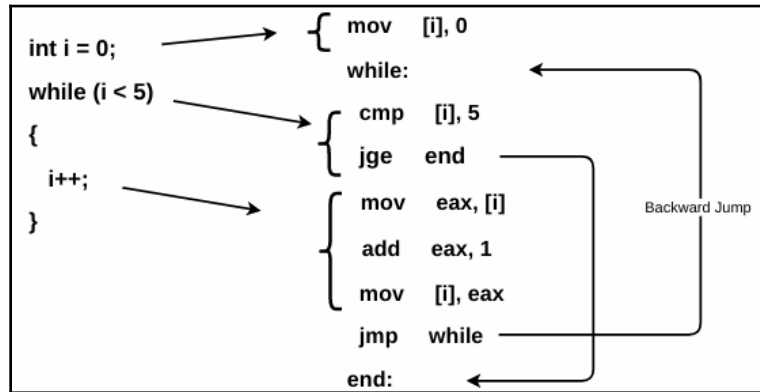 int i = 0;
while (i < 5)
{
i++;
}
mov [i], 0
while:
cmp [i], 5
jge end
mov eax, [i]
add eax, 1
mov [i], eax
jmp while
end:
Backward Jump